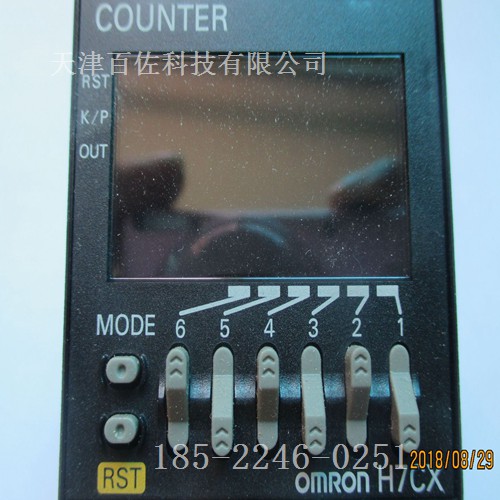 COUNTER
天津百佐科技有限公司
RST
K/P
OUT
MODE 6 5 4 3 2 1
185-2246-0251
2018/08/29
RST
omron H7CX